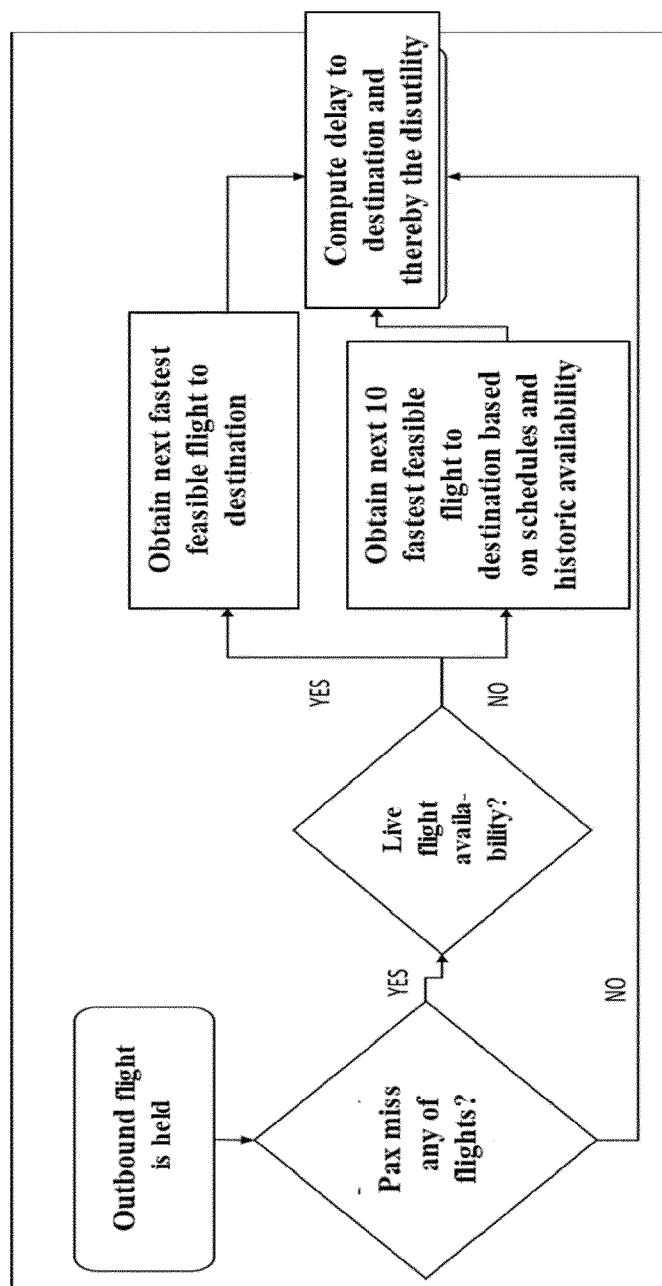 Outbound flight
is held
Pax miss
any of
flights?
YES
NO
Live
flight
availa-
bility?
YES
NO
Obtain next fastest
feasible flight to
destination
Obtain next 10
fastest feasible
flight to
destination based
on schedules and
historic availability
Compute delay to
destination and
thereby the disutility